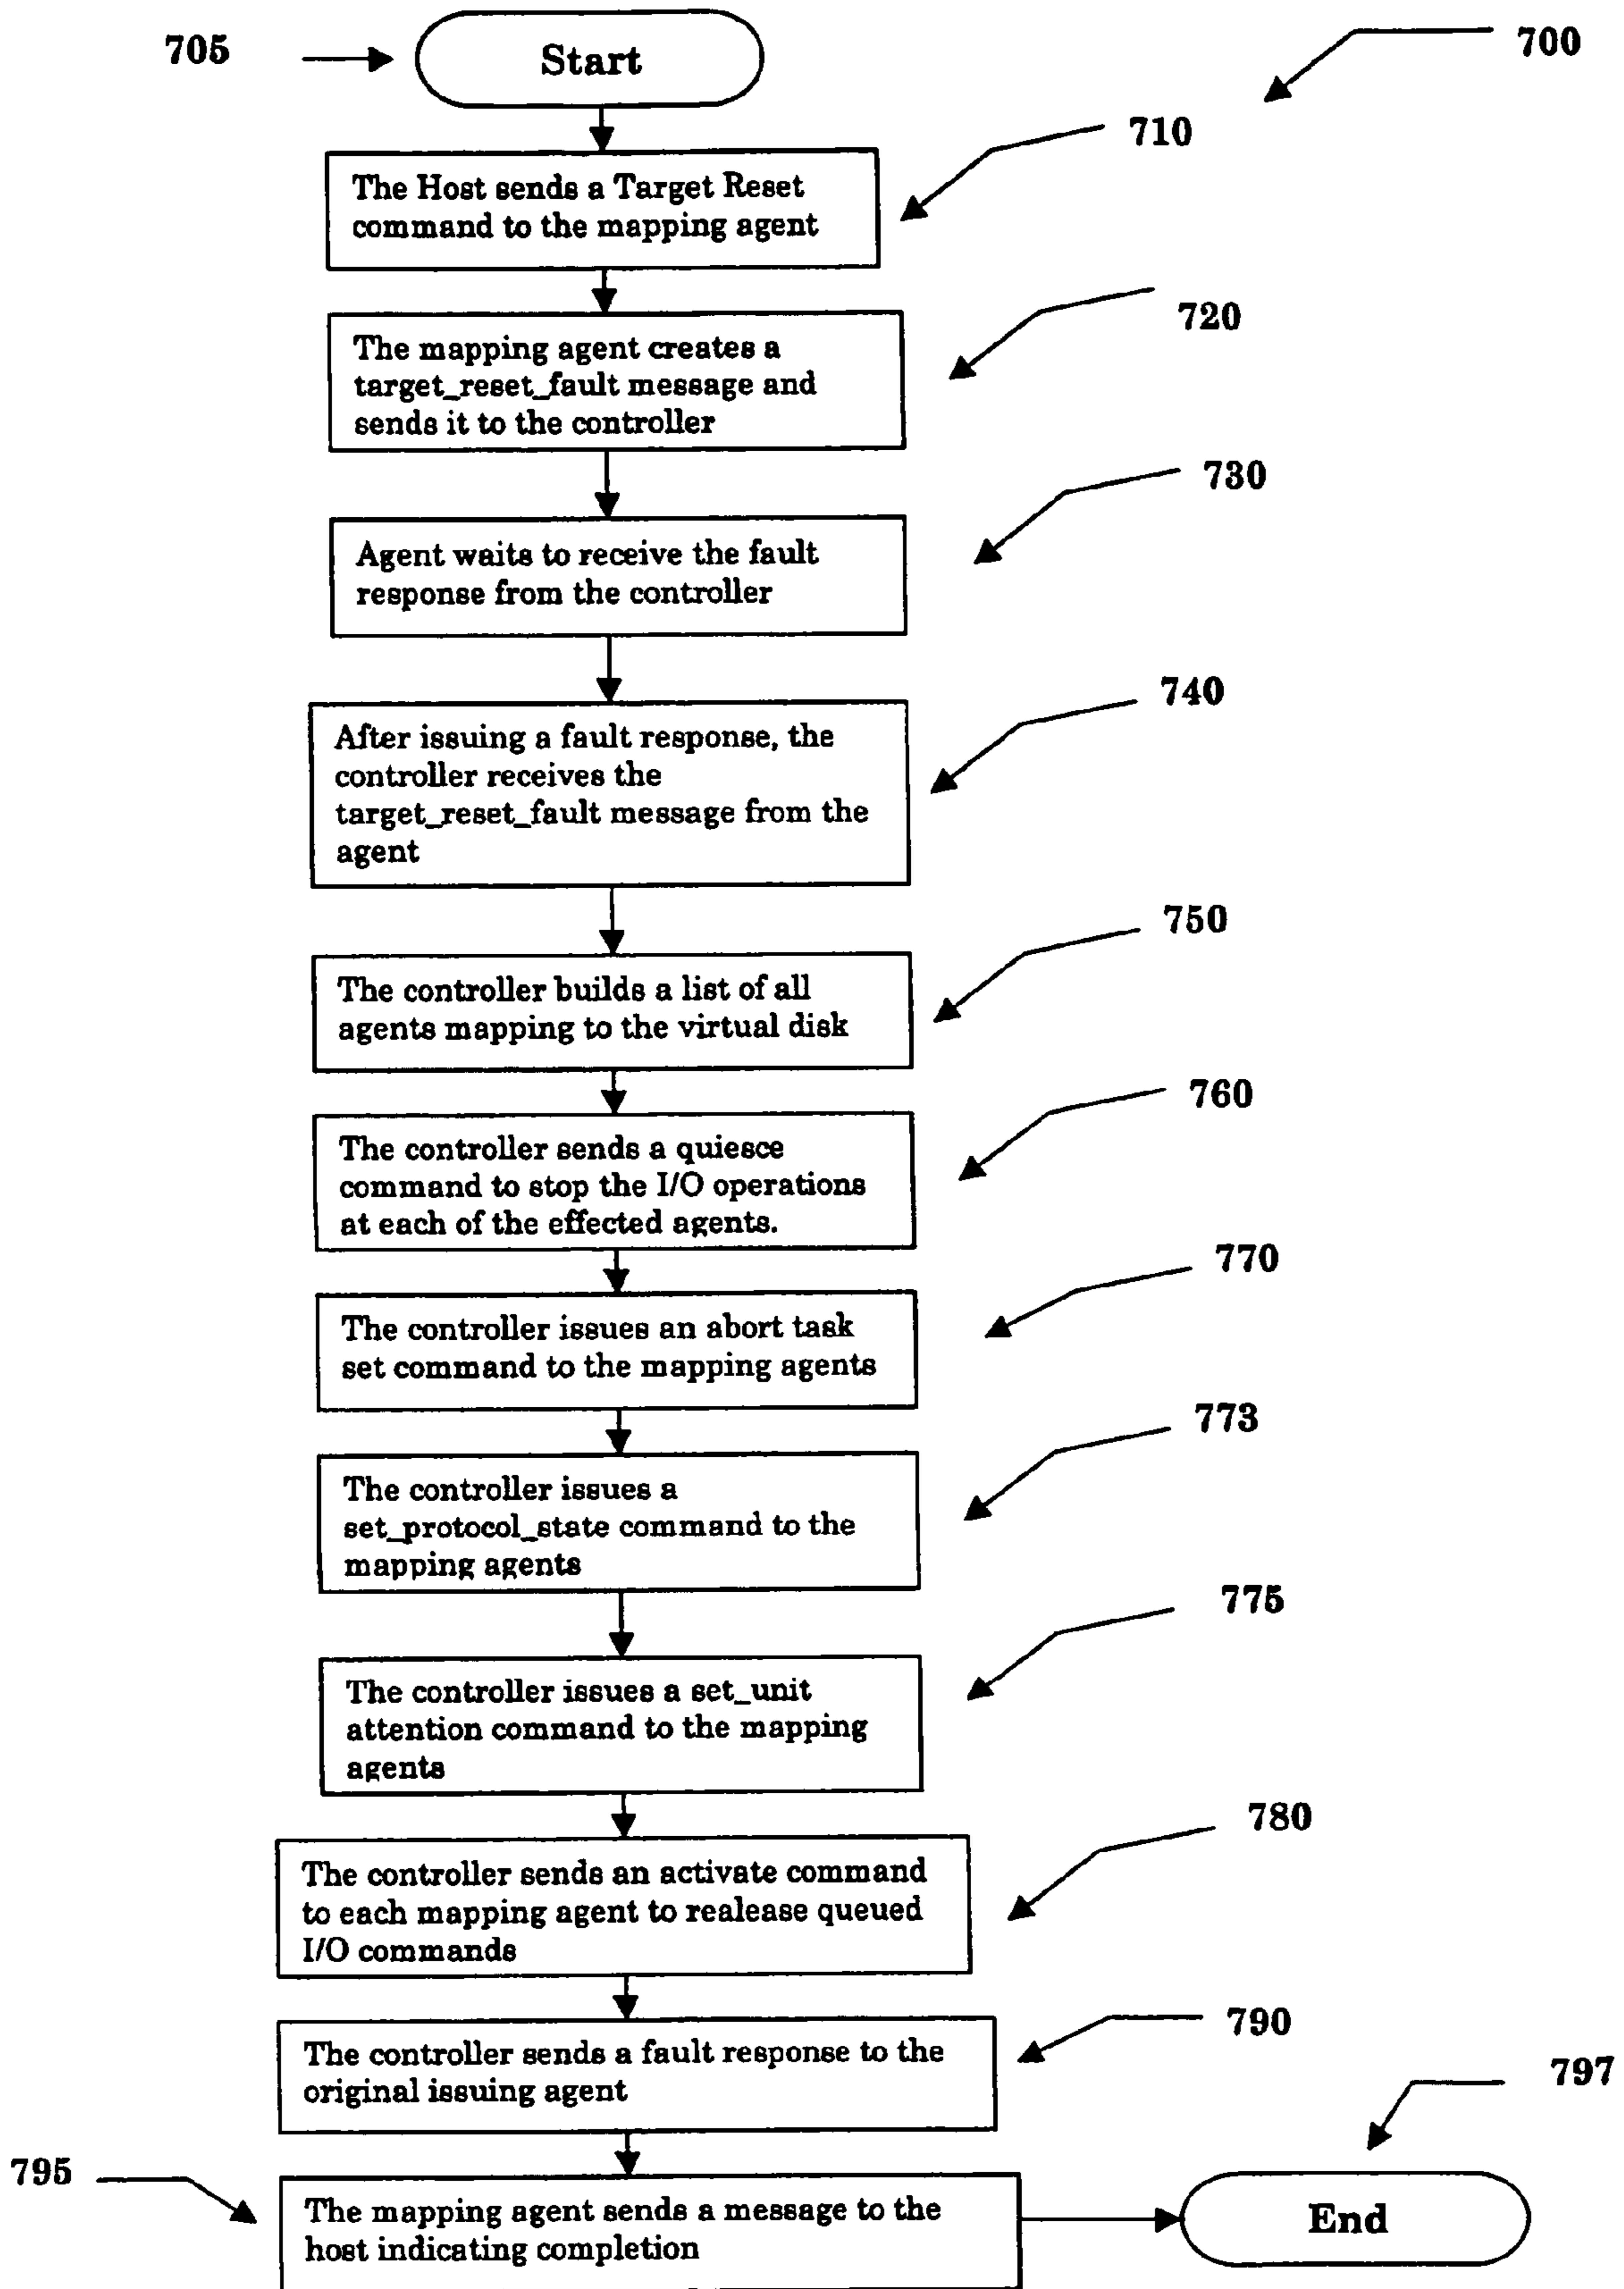 705
Start
700
710
The Host sends a Target Reset
command to the mapping agent
720
The mapping agent creates a
target_reset_fault message and
sends it to the controller
730
Agent waits to receive the fault
response from the controller
740
After issuing a fault response, the
controller receives the
target_reset_fault message from the
agent
750
The controller builds a list of all
agents mapping to the virtual disk
760
The controller sends a quiesce
command to stop the I/O operations
at each of the effected agents.
770
The controller issues an abort task
set command to the mapping agents
773
The controller issues a
set_protocol_state command to the
mapping agents
775
The controller issues a set_unit
attention command to the mapping
agents
780
The controller sends an activate command
to each mapping agent to realease queued
I/O commands
790
The controller sends a fault response to the
original issuing agent
797
795
The mapping agent sends a message to the
host indicating completion
End